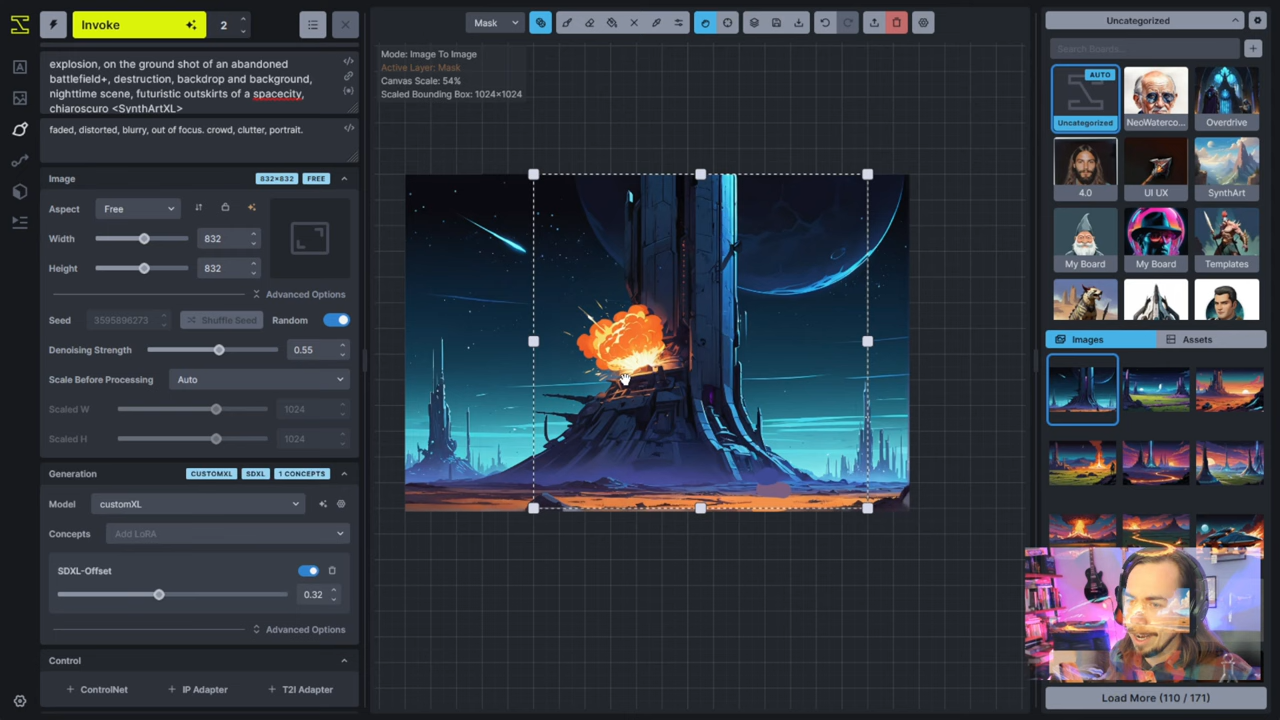 Invoke
2
explosion, on the ground shot of an abandoned
battlefield+, destruction, backdrop and background,
nighttime scene, futuristic outskirts of a spacecity,
chiaroscuro <SynthArtXL>
faded, distorted, blurry, out of focus. crowd, clutter, portrait.
Image
832×832
FREE
Aspect
Free
Width
832
Height
832
Advanced Options
Seed
3595896273
Shuffle Seed
Random
Denoising Strength
0.55
Scale Before Processing
Auto
Scaled W
1024
Scaled H
1024
Generation
CUSTOMXL
SDXL
1 CONCEPTS
Model
customXL
Concepts
Add LoRA
SDXL-Offset
0.32
Advanced Options
Control
+ ControlNet
+ IP Adapter
+ T2I Adapter
Mask
Mode: Image To Image
Active Layer: Mask
Canvas Scale: 54%
Scaled Bounding Box: 1024×1024
Uncategorized
Search Boards...
AUTO
Uncategorized
NeoWaterco...
Overdrive
4.0
UI UX
SynthArt
My Board
My Board
Templates
Images
Assets
Load More (110 / 171)